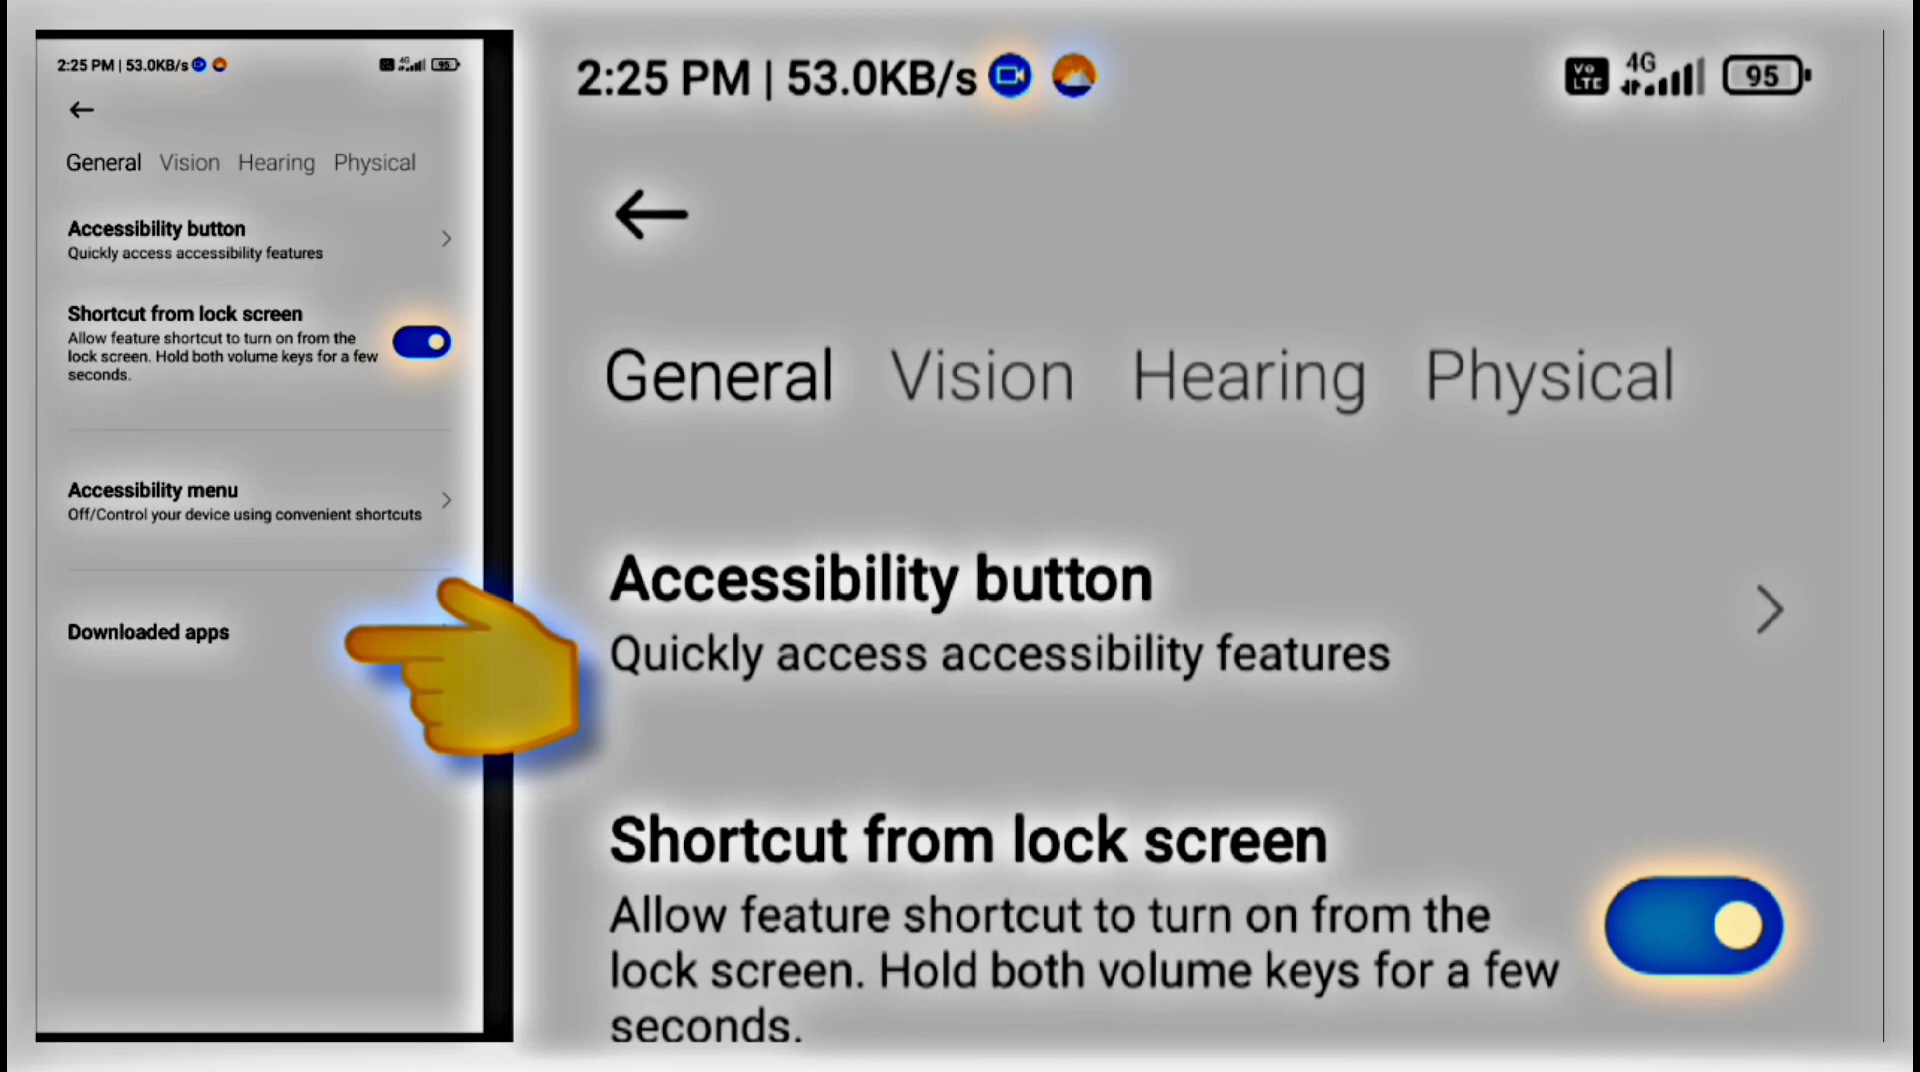 2:25 PM | 53.0KB/s
4G
95
General Vision Hearing Physical
Accessibility button
Quickly access accessibility features
Shortcut from lock screen
Allow feature shortcut to turn on from the
lock screen. Hold both volume keys for a few
seconds.
Accessibility menu
Off/Control your device using convenient shortcuts
Downloaded apps
2:25 PM | 53.0KB/s
Vo
LTE
4G
95
General Vision Hearing Physical
Accessibility button
Quickly access accessibility features
Shortcut from lock screen
Allow feature shortcut to turn on from the
lock screen. Hold both volume keys for a few
seconds.